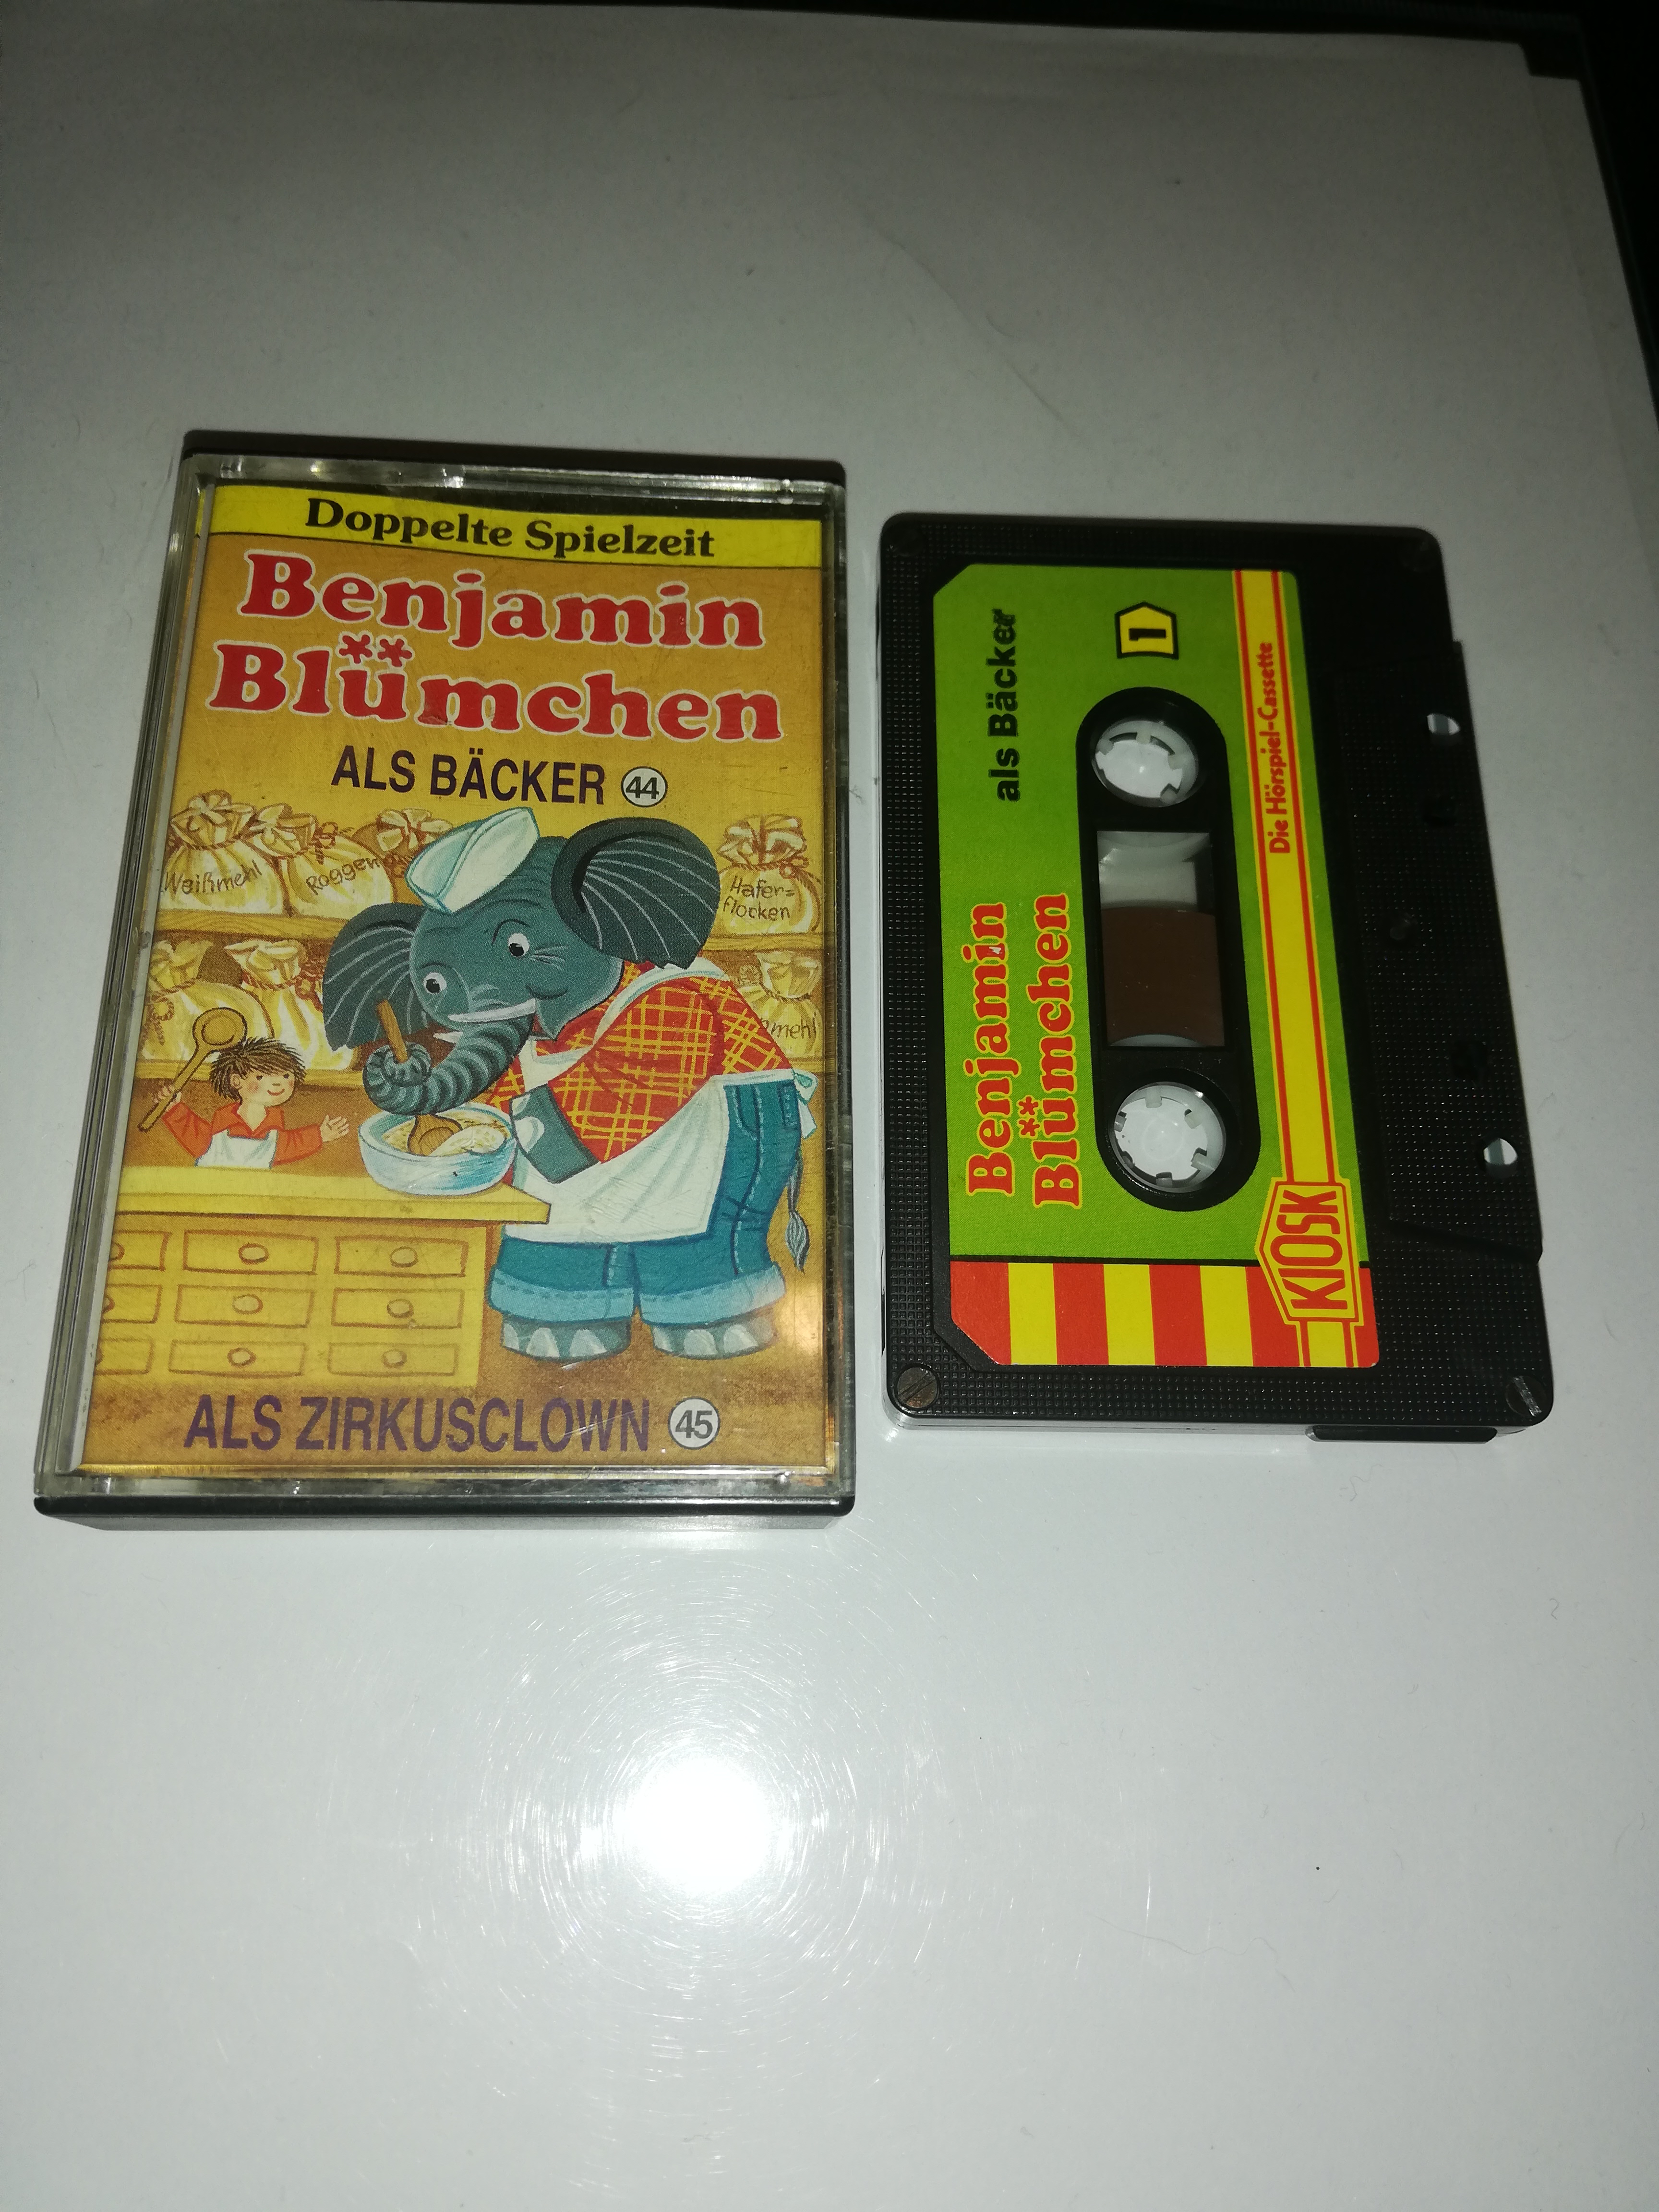 Doppelte Spielzeit
Benjamin
Blümchen
ALS BÄCKER 44
Weißmehl
Roggen
Hafer=
flocken
mehl
ALS ZIRKUSCLOWN 45
Benjamin
Blümchen
als Bäcker
1
Die Hörspiel-Cassette
KIOSK